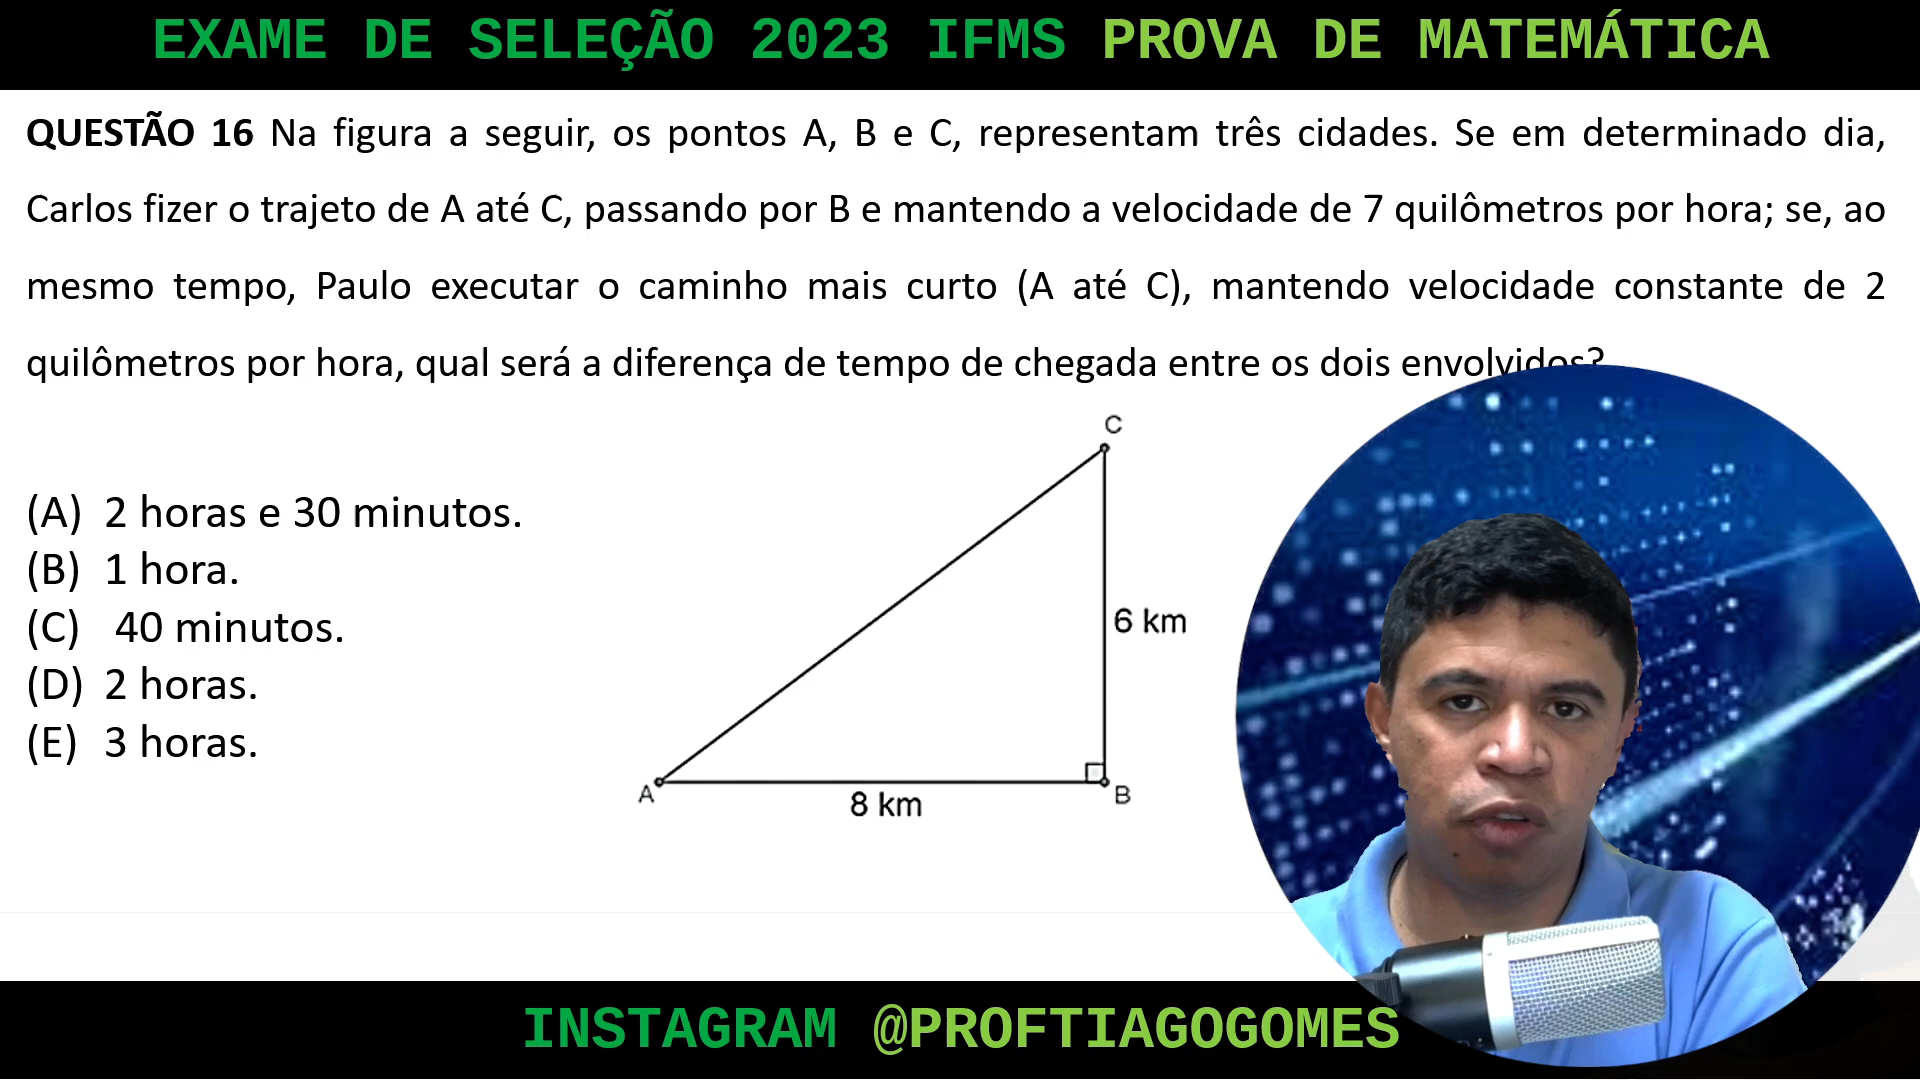 EXAME DE SELEÇÃO 2023 IFMS PROVA DE MATEMÁTICA
QUESTÃO 16 Na figura a seguir, os pontos A, B e C, representam três cidades. Se em determinado dia,
Carlos fizer o trajeto de A até C, passando por B e mantendo a velocidade de 7 quilômetros por hora; se, ao
mesmo tempo, Paulo executar o caminho mais curto (A até C), mantendo velocidade constante de 2
quilômetros por hora, qual será a diferença de tempo de chegada entre os dois envolvidos?
(A) 2 horas e 30 minutos.
(B) 1 hora.
(C) 40 minutos.
(D) 2 horas.
(E) 3 horas.
C
6 km
A
8 km
B
INSTAGRAM @PROFTIAGOGOMES